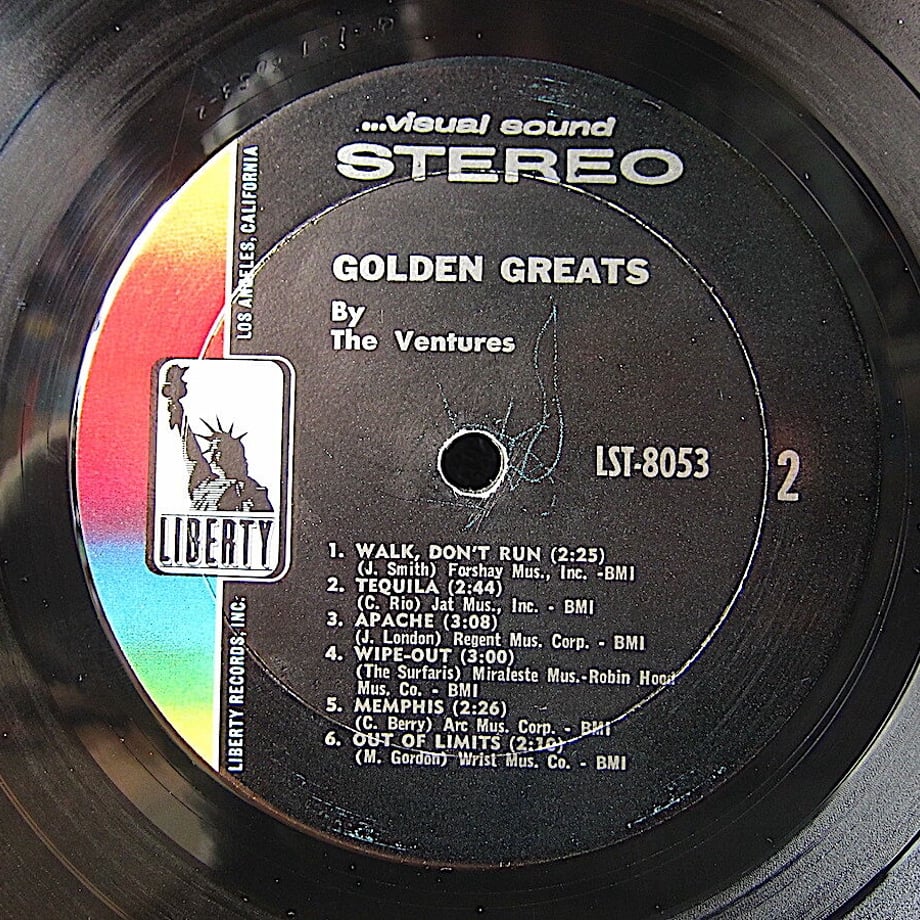 ...visual sound
STEREO
GOLDEN GREATS
By
The Ventures
LST-8053
2
LOS ANGELES, CALIFORNIA
LIBERTY
LIBERTY RECORDS, INC.
1. WALK, DON'T RUN (2:25)
(J. Smith) Forshay Mus., Inc. -BMI
2. TEQUILA (2:44)
(C. Rio) Jat Mus., Inc. - BMI
3. APACHE (3:08)
(J. London) Regent Mus. Corp. - BMI
4. WIPE-OUT (3:00)
(The Surfaris) Miraleste Mus.-Robin Hood
Mus. Co. - BMI
5. MEMPHIS (2:26)
(C. Berry) Arc Mus. Corp. - BMI
6. OUT OF LIMITS (2:10)
(M. Gordon) Wrist Mus. Co. - BMI